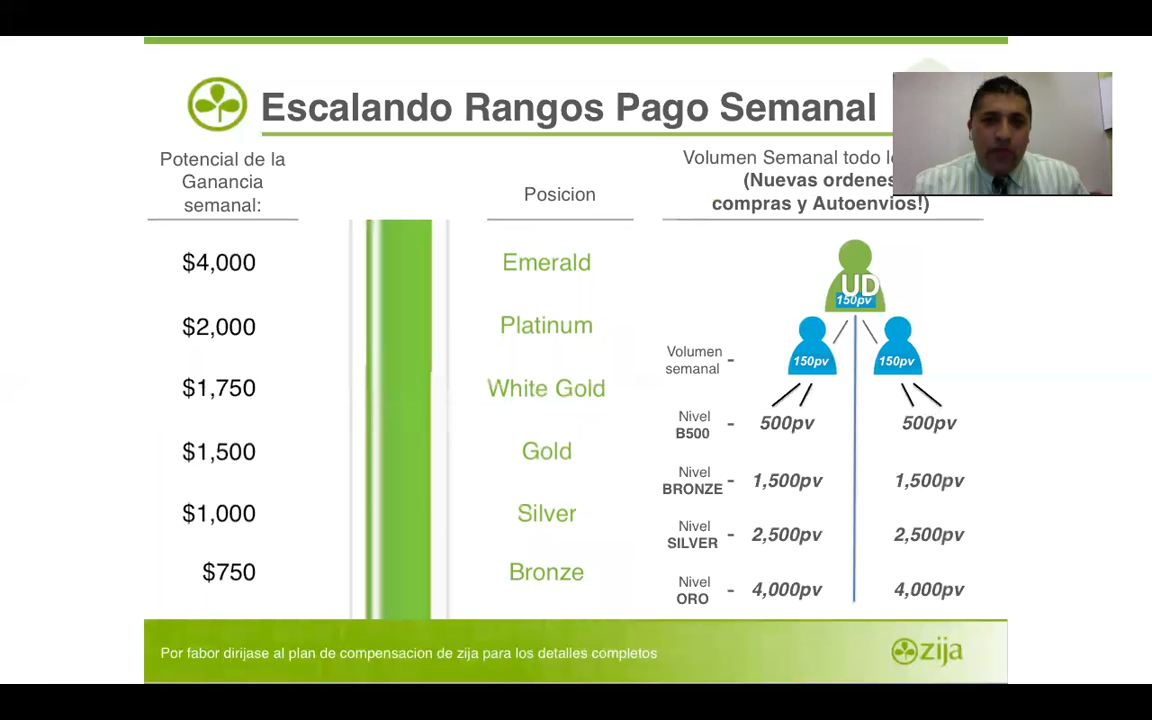 Escalando Rangos Pago Semanal
Potencial de la
Ganancia
semanal:
Posicion
Volumen Semanal todo
(Nuevas ordenes
compras y Autoenvios!)
$4,000
Emerald
$2,000
Platinum
$1,750
White Gold
$1,500
Gold
$1,000
Silver
$750
Bronze
UD
150pv
Volumen
semanal -
150pv 150pv
Nivel
B500 - 500pv 500pv
Nivel
BRONZE - 1,500pv 1,500pv
Nivel
SILVER - 2,500pv 2,500pv
Nivel
ORO - 4,000pv 4,000pv
Por fabor dirijase al plan de compensacion de zija para los detalles completos
zija